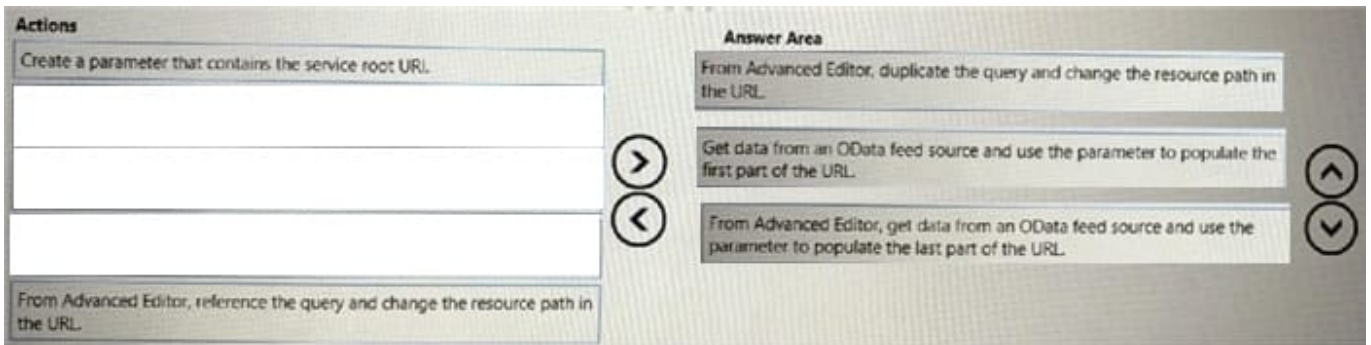 Actions
Create a parameter that contains the service root URI.
From Advanced Editor, reference the query and change the resource path in
the URL.
Answer Area
From Advanced Editor, duplicate the query and change the resource path in
the URL.
Get data from an OData feed source and use the parameter to populate the
first part of the URL.
From Advanced Editor, get data from an OData feed source and use the
parameter to populate the last part of the URL.